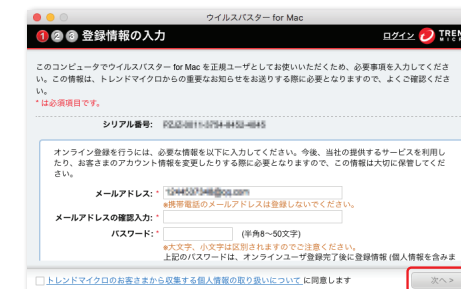 ウイルスバスター for Mac
1 2 3 登録情報の入力
ログイン
TREN
MICR
このコンピュータでウイルスバスター for Mac を正規ユーザとしてお使いいただくため、必要事項を入力してくださ
い。この情報は、トレンドマイクロからの重要なお知らせをお送りする際に必要となりますので、よくご確認くださ
い。
* は必須項目です。
シリアル番号:
オンライン登録を行うには、必要な情報を以下に入力してください。今後、当社の提供するサービスを利用し
たり、お客さまのアカウント情報を変更したりする際に必要となりますので、この情報は大切に保管してくだ
さい。
メールアドレス: *
※携帯電話のメールアドレスは登録しないでください。
メールアドレスの確認入力: *
パスワード: * (半角8〜50文字)
※大文字、小文字は区別されますのでご注意ください。
上記のパスワードは、オンラインユーザ登録完了後に登録情報 (個人情報を含みま
トレンドマイクロのお客さまから収集する個人情報の取り扱いについて に同意します
次へ >